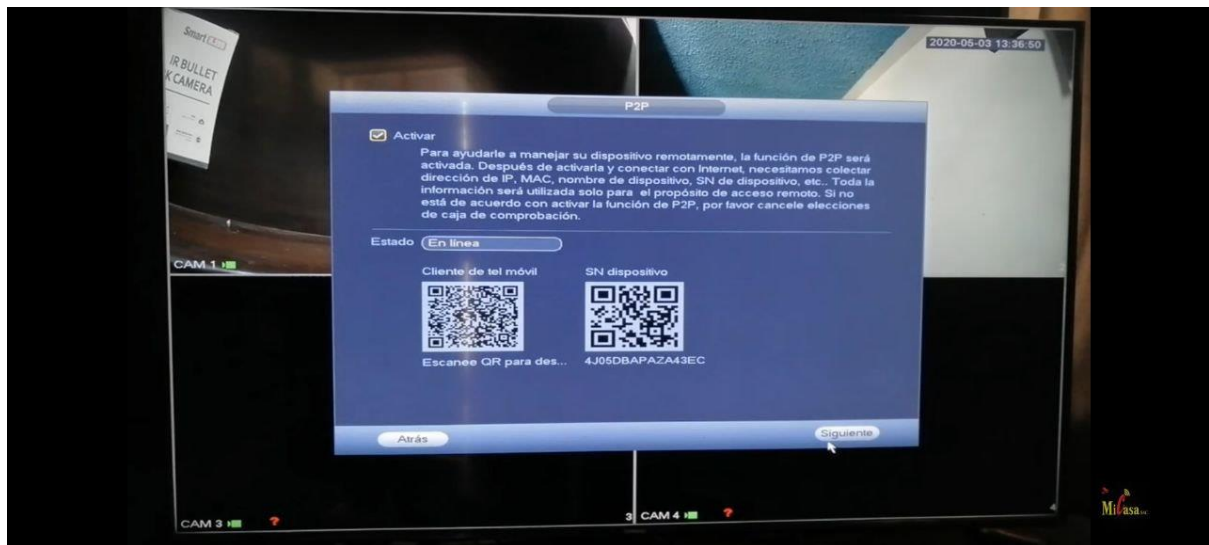 Smart
IR BULLET
K CAMERA
2020-05-03 13:36:50
P2P
Activar
Para ayudarle a manejar su dispositivo remotamente, la función de P2P será
activada. Después de activarla y conectar con Internet, necesitamos colectar
dirección de IP, MAC, nombre de dispositivo, SN de dispositivo, etc.. Toda la
información será utilizada solo para el propósito de acceso remoto. Si no
está de acuerdo con activar la función de P2P, por favor cancele elecciones
de caja de comprobación.
Estado En línea
Cliente de tel móvil SN dispositivo
Escanee QR para des... 4J05DBAPAZA43EC
Atrás Siguiente
CAM 1
CAM 3 ? 3 CAM 4 ? 4
MiCasa